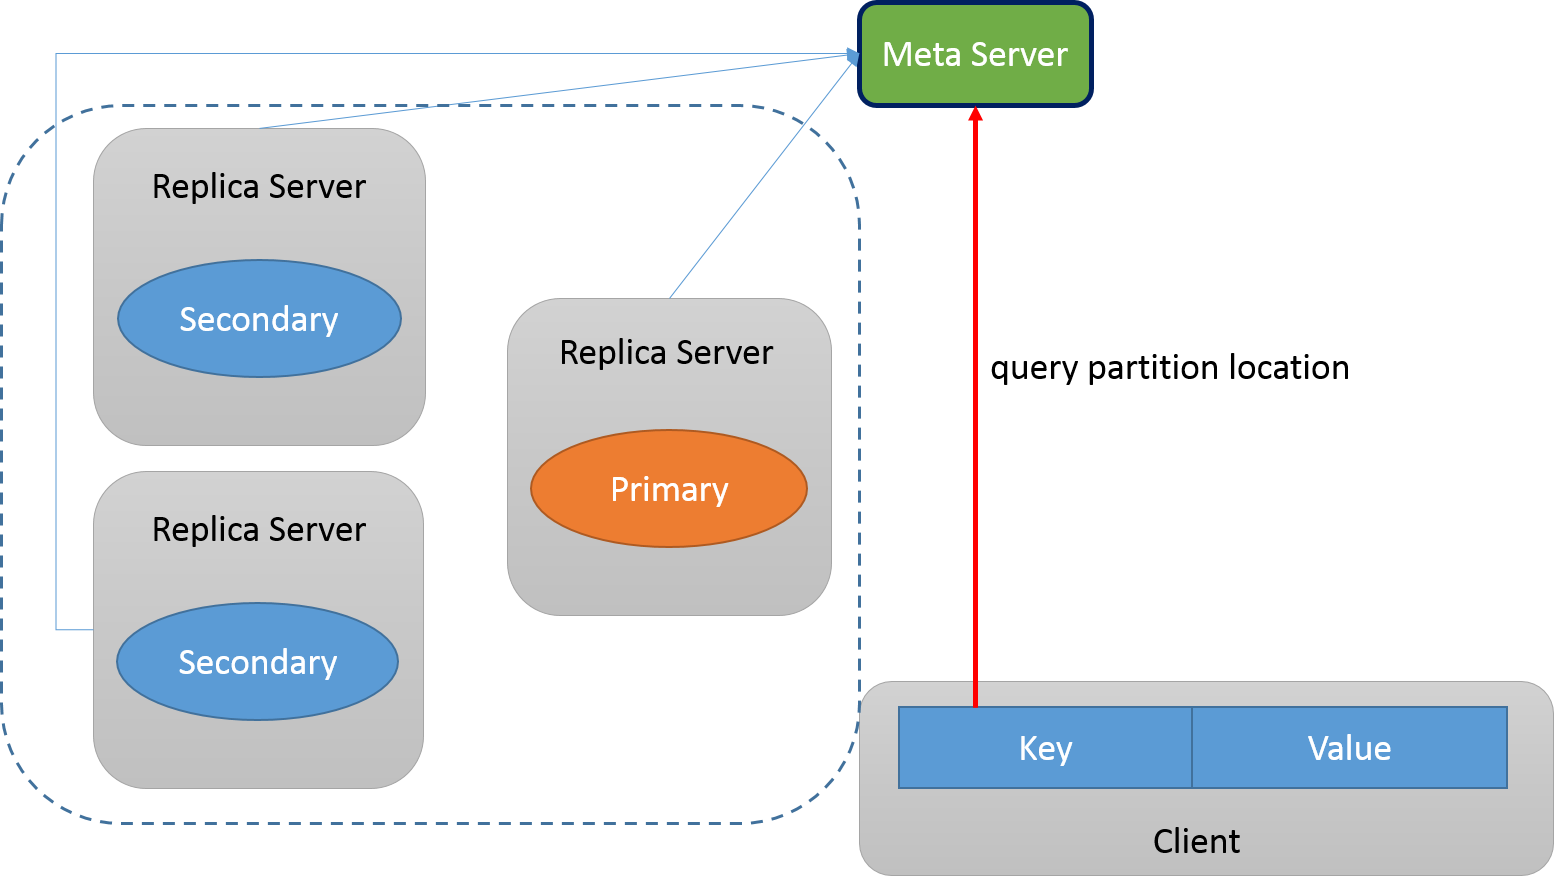 Meta Server
Replica Server
Secondary
Replica Server
Primary
query partition location
Replica Server
Secondary
Key
Value
Client